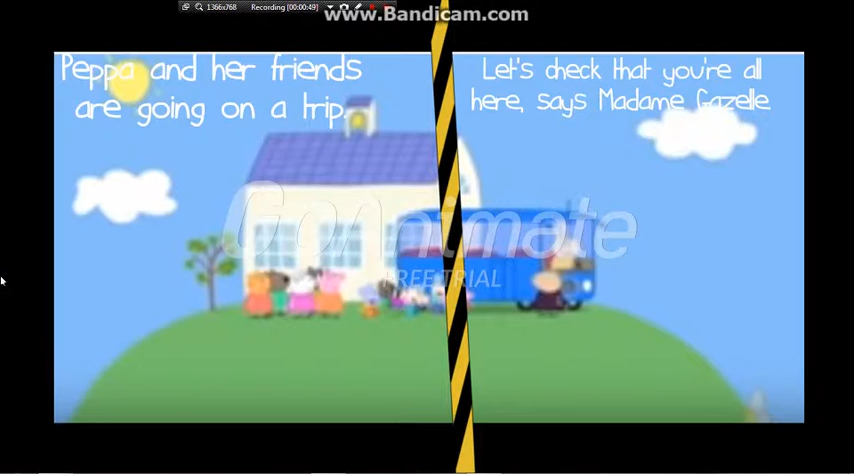 1366x768 Recording [00:00:49]
www.Bandicam.com
Peppa and her friends
are going on a trip.
Let's check that you're all
here, says Madame Gazelle
GoAnimate
FREE TRIAL